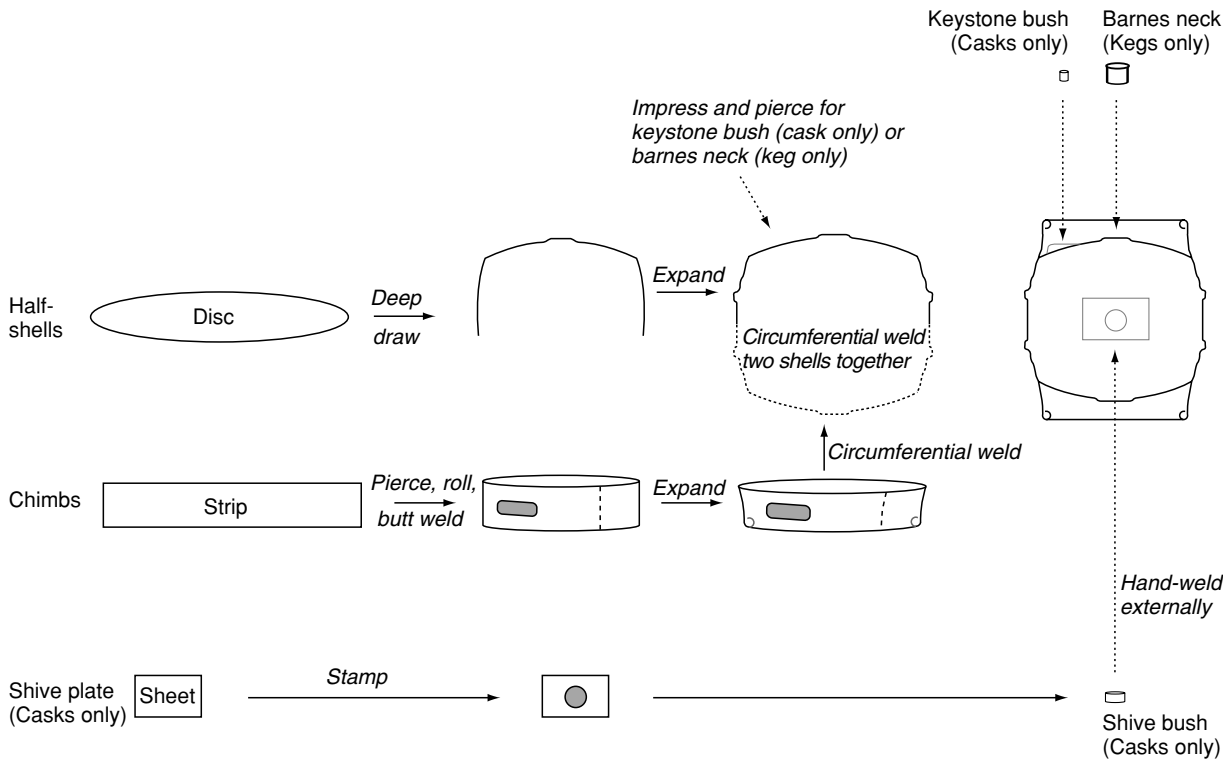 Keystone bush
(Casks only)
Barnes neck
(Kegs only)
Impress and pierce for
keystone bush (cask only) or
barnes neck (keg only)
Half-
shells
Disc
Deep
draw
Expand
Circumferential weld
two shells together
Circumferential weld
Chimbs
Strip
Pierce, roll,
butt weld
Expand
Hand-weld
externally
Shive plate
(Casks only)
Sheet
Stamp
Shive bush
(Casks only)